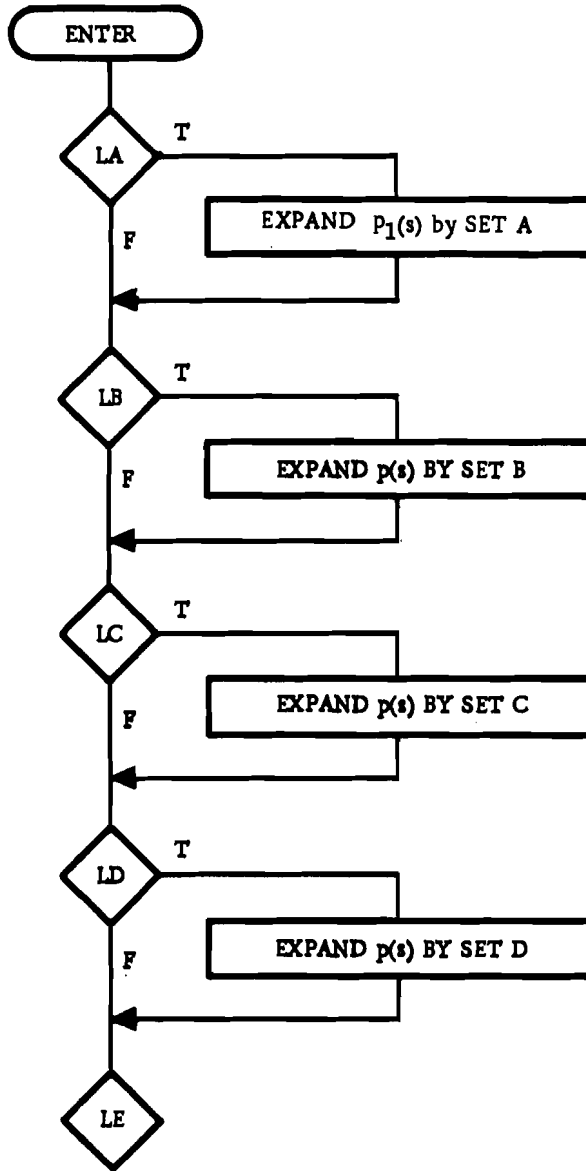 ENTER
LA
T
EXPAND p₁(s) by SET A
F
LB
T
EXPAND p(s) BY SET B
F
LC
T
EXPAND p(s) BY SET C
F
LD
T
EXPAND p(s) BY SET D
F
LE